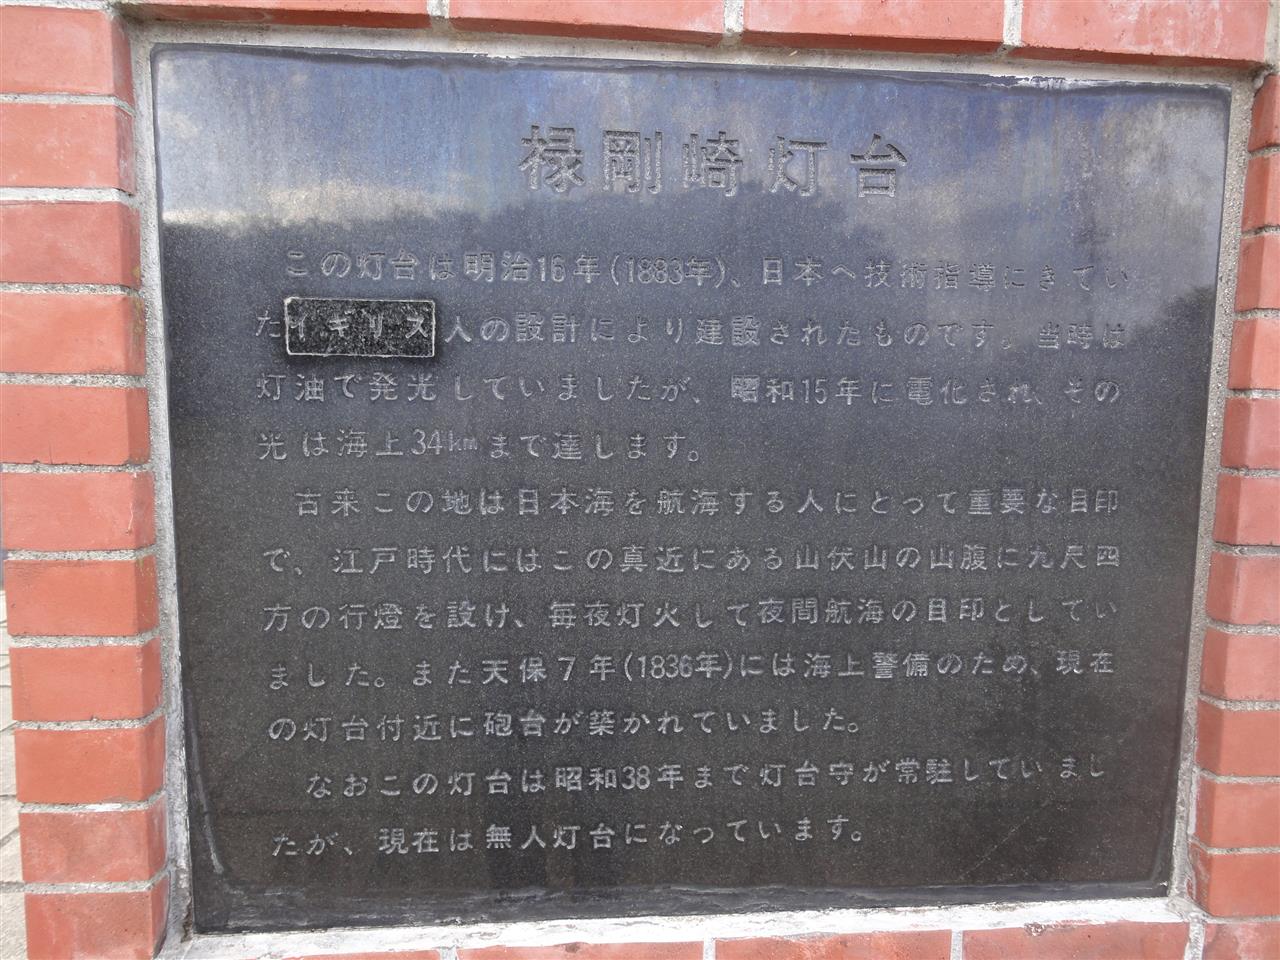 禄剛崎灯台
この灯台は明治16年(1883年)、日本へ技術指導にきてい
たイギリス人の設計により建設されたものです。当時は
灯油で発光していましたが、昭和15年に電化され、その
光は海上34kmまで達します。
古来この地は日本海を航海する人にとって重要な目印
で、江戸時代にはこの真近にある山伏山の山腹に九尺四
方の行燈を設け、毎夜灯火して夜間航海の目印としてい
ました。また天保7年(1836年)には海上警備のため、現在
の灯台付近に砲台が築かれていました。
なおこの灯台は昭和38年まで灯台守が常駐していまし
たが、現在は無人灯台になっています。